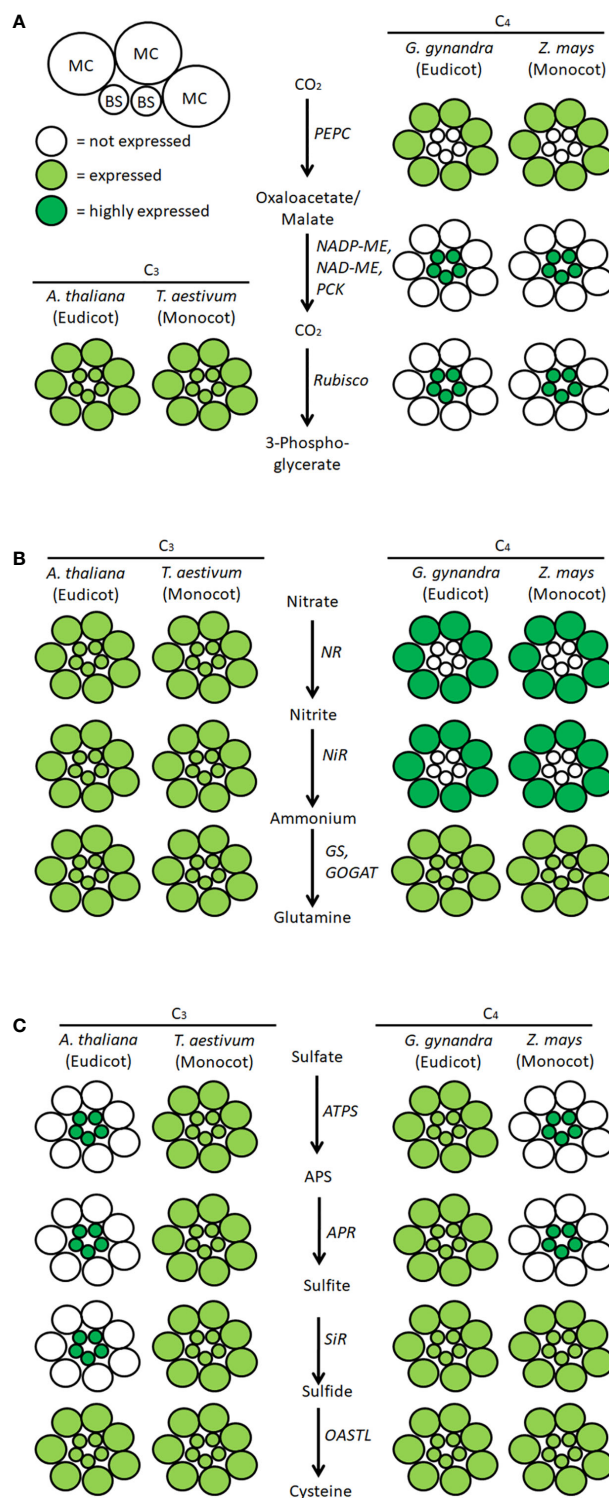 A
MC
MC
MC
BS
BS
= not expressed
= expressed
= highly expressed
C3
A. thaliana
(Eudicot)
T. aestivum
(Monocot)
CO2
PEPC
Oxaloacetate/
Malate
NADP-ME,
NAD-ME,
PCK
CO2
Rubisco
3-Phospho-
glycerate
C4
G. gynandra
(Eudicot)
Z. mays
(Monocot)
B
C3
A. thaliana
(Eudicot)
T. aestivum
(Monocot)
Nitrate
NR
Nitrite
NiR
Ammonium
GS,
GOGAT
Glutamine
C4
G. gynandra
(Eudicot)
Z. mays
(Monocot)
C
C3
A. thaliana
(Eudicot)
T. aestivum
(Monocot)
Sulfate
ATPS
APS
APR
Sulfite
SiR
Sulfide
OASTL
Cysteine
C4
G. gynandra
(Eudicot)
Z. mays
(Monocot)